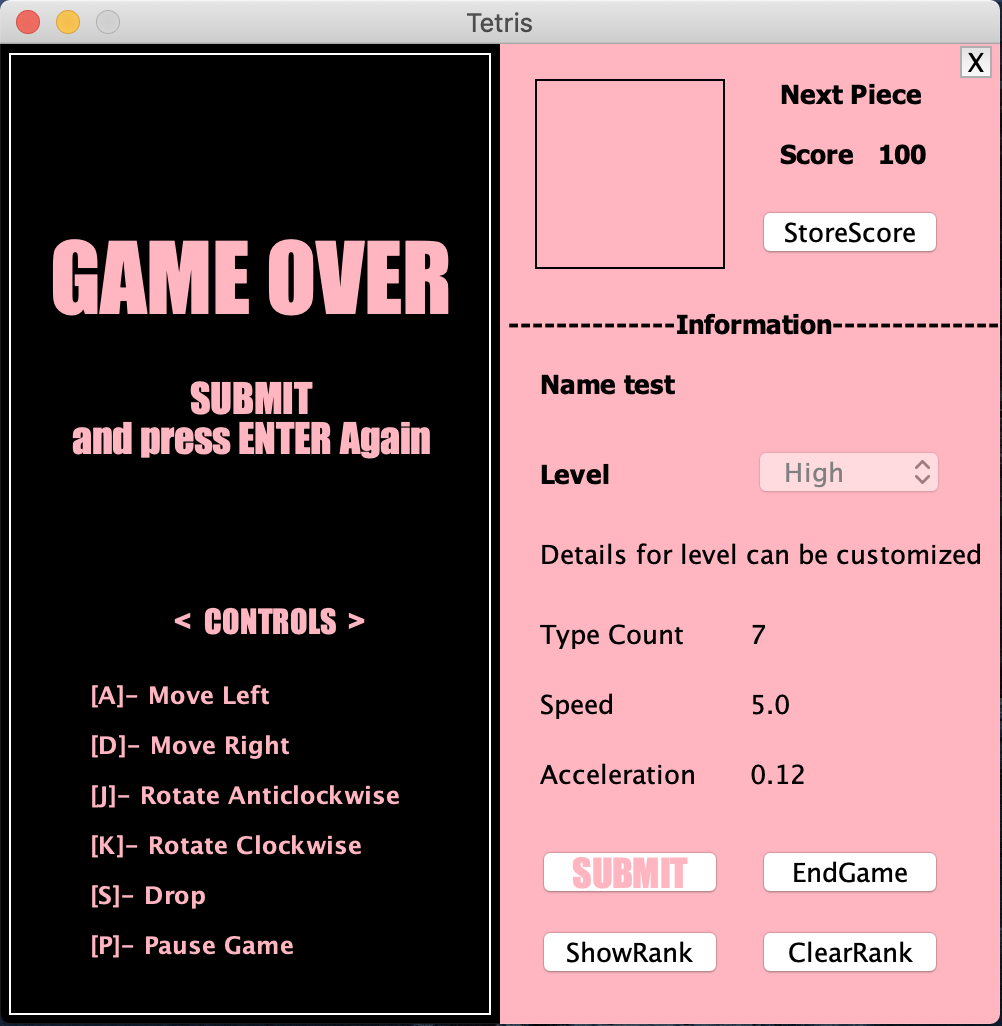 Tetris
GAME OVER
SUBMIT
and press ENTER Again
< CONTROLS >
[A]- Move Left
[D]- Move Right
[J]- Rotate Anticlockwise
[K]- Rotate Clockwise
[S]- Drop
[P]- Pause Game
X
Next Piece
Score 100
StoreScore
--------------Information--------------
Name test
Level High
Details for level can be customized
Type Count 7
Speed 5.0
Acceleration 0.12
SUBMIT EndGame
ShowRank ClearRank